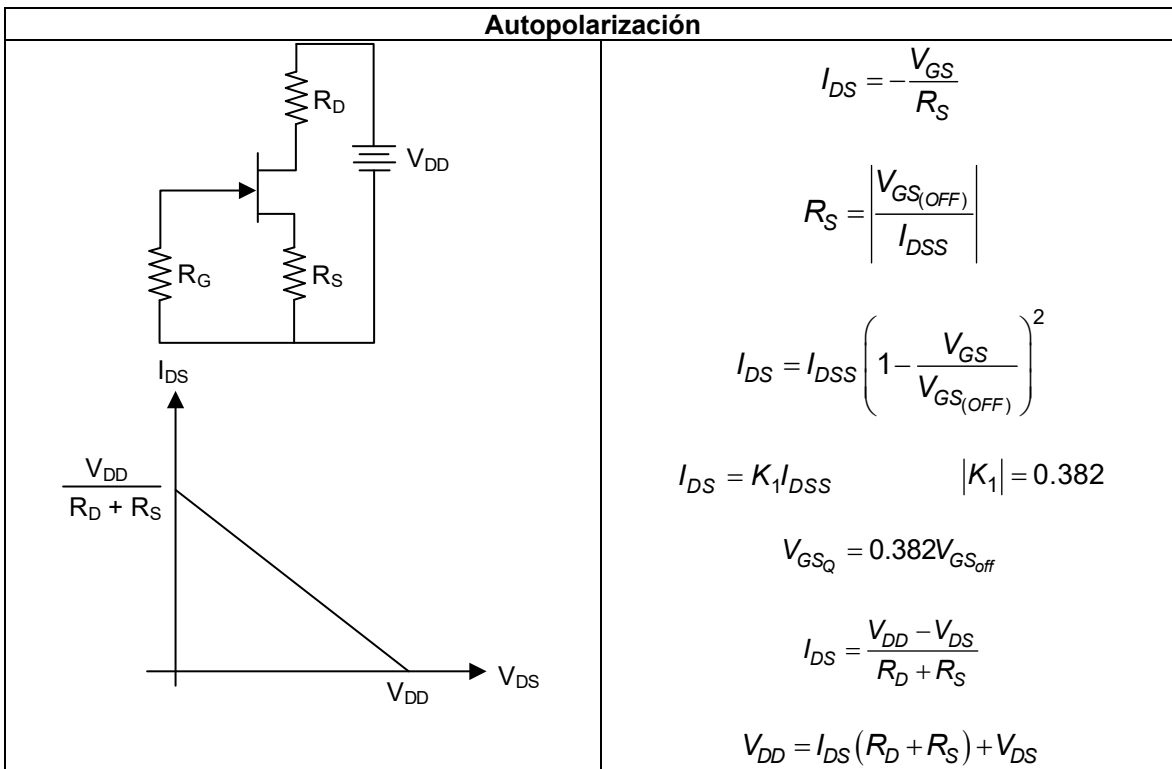 Autopolarización
R_D
V_DD
R_G
R_S
I_DS
V_DD / (R_D + R_S)
V_DD
V_DS
I_DS = -V_GS / R_S
R_S = |V_GS(OFF) / I_DSS|
I_DS = I_DSS (1 - V_GS / V_GS(OFF))^2
I_DS = K_1 I_DSS |K_1| = 0.382
V_GS_Q = 0.382V_GS_off
I_DS = (V_DD - V_DS) / (R_D + R_S)
V_DD = I_DS (R_D + R_S) + V_DS